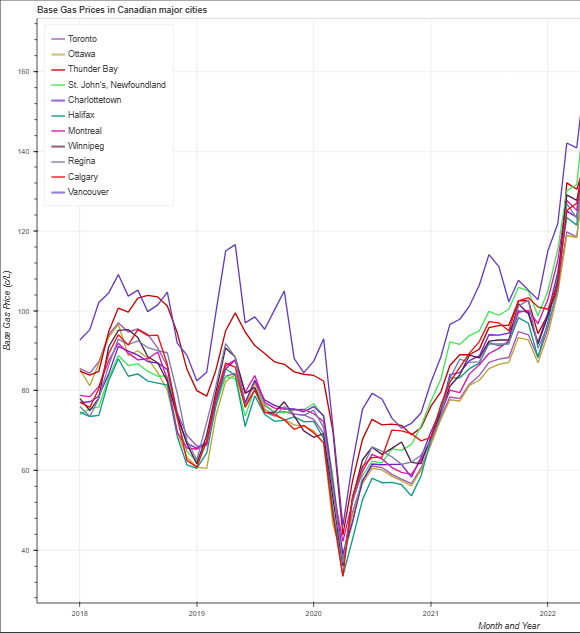 Base Gas Prices in Canadian major cities
Toronto
Ottawa
Thunder Bay
St. John's, Newfoundland
Charlottetown
Halifax
Montreal
Winnipeg
Regina
Calgary
Vancouver
160
140
120
100
80
60
40
Base Gas Price (c/L)
2018
2019
2020
2021
2022
Month and Year